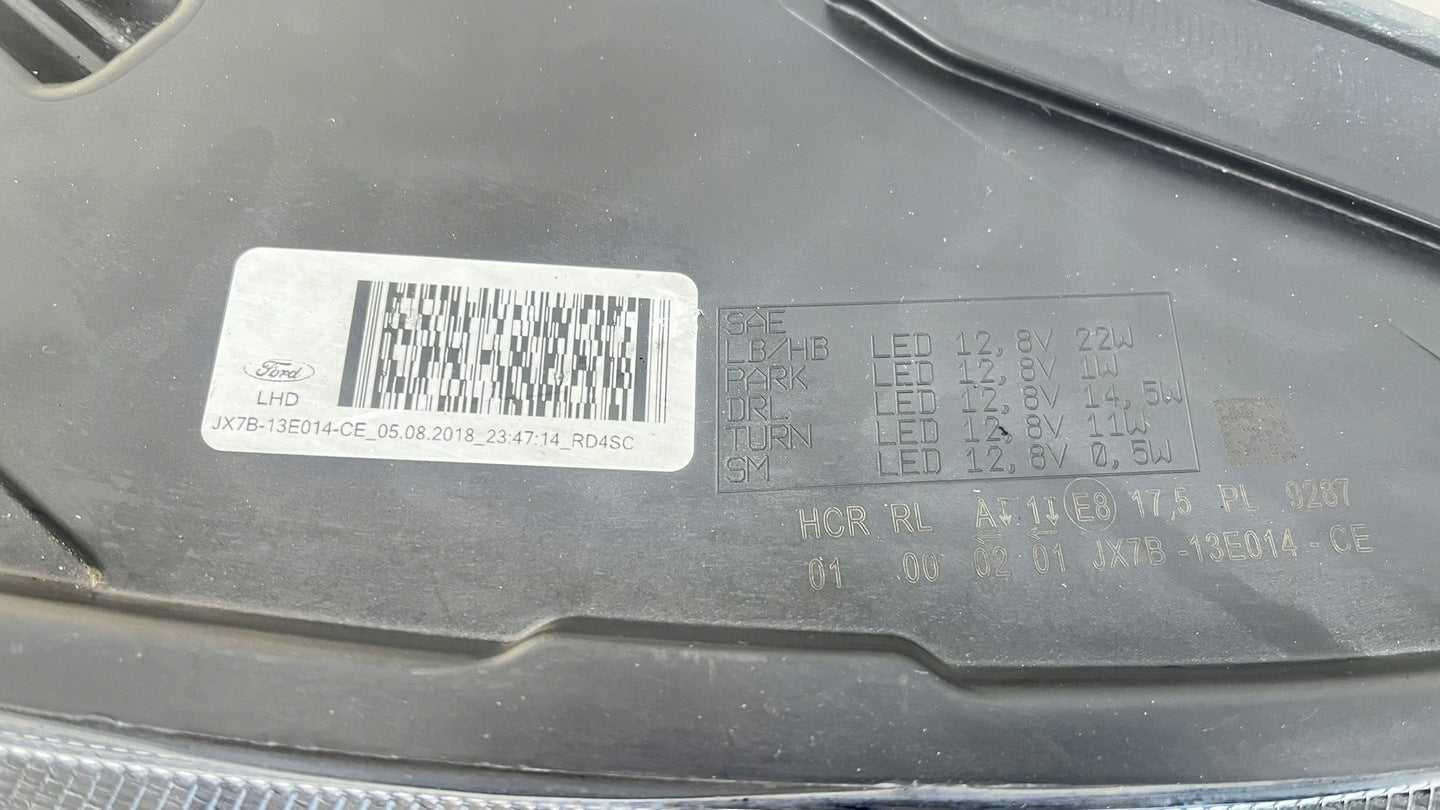 Ford
LHD
JX7B-13E014-CE_05.08.2018_23:47:14_RD4SC
SAE
LB/HB LED 12,8V 22W
PARK LED 12,8V 1W
DRL LED 12,8V 14,5W
TURN LED 12,8V 11W
SM LED 12,8V 0,5W
HCR RL A↓ 1↓ E8 17,5 PL 9287
← ←
01 00 02 01 JX7B-13E014-CE